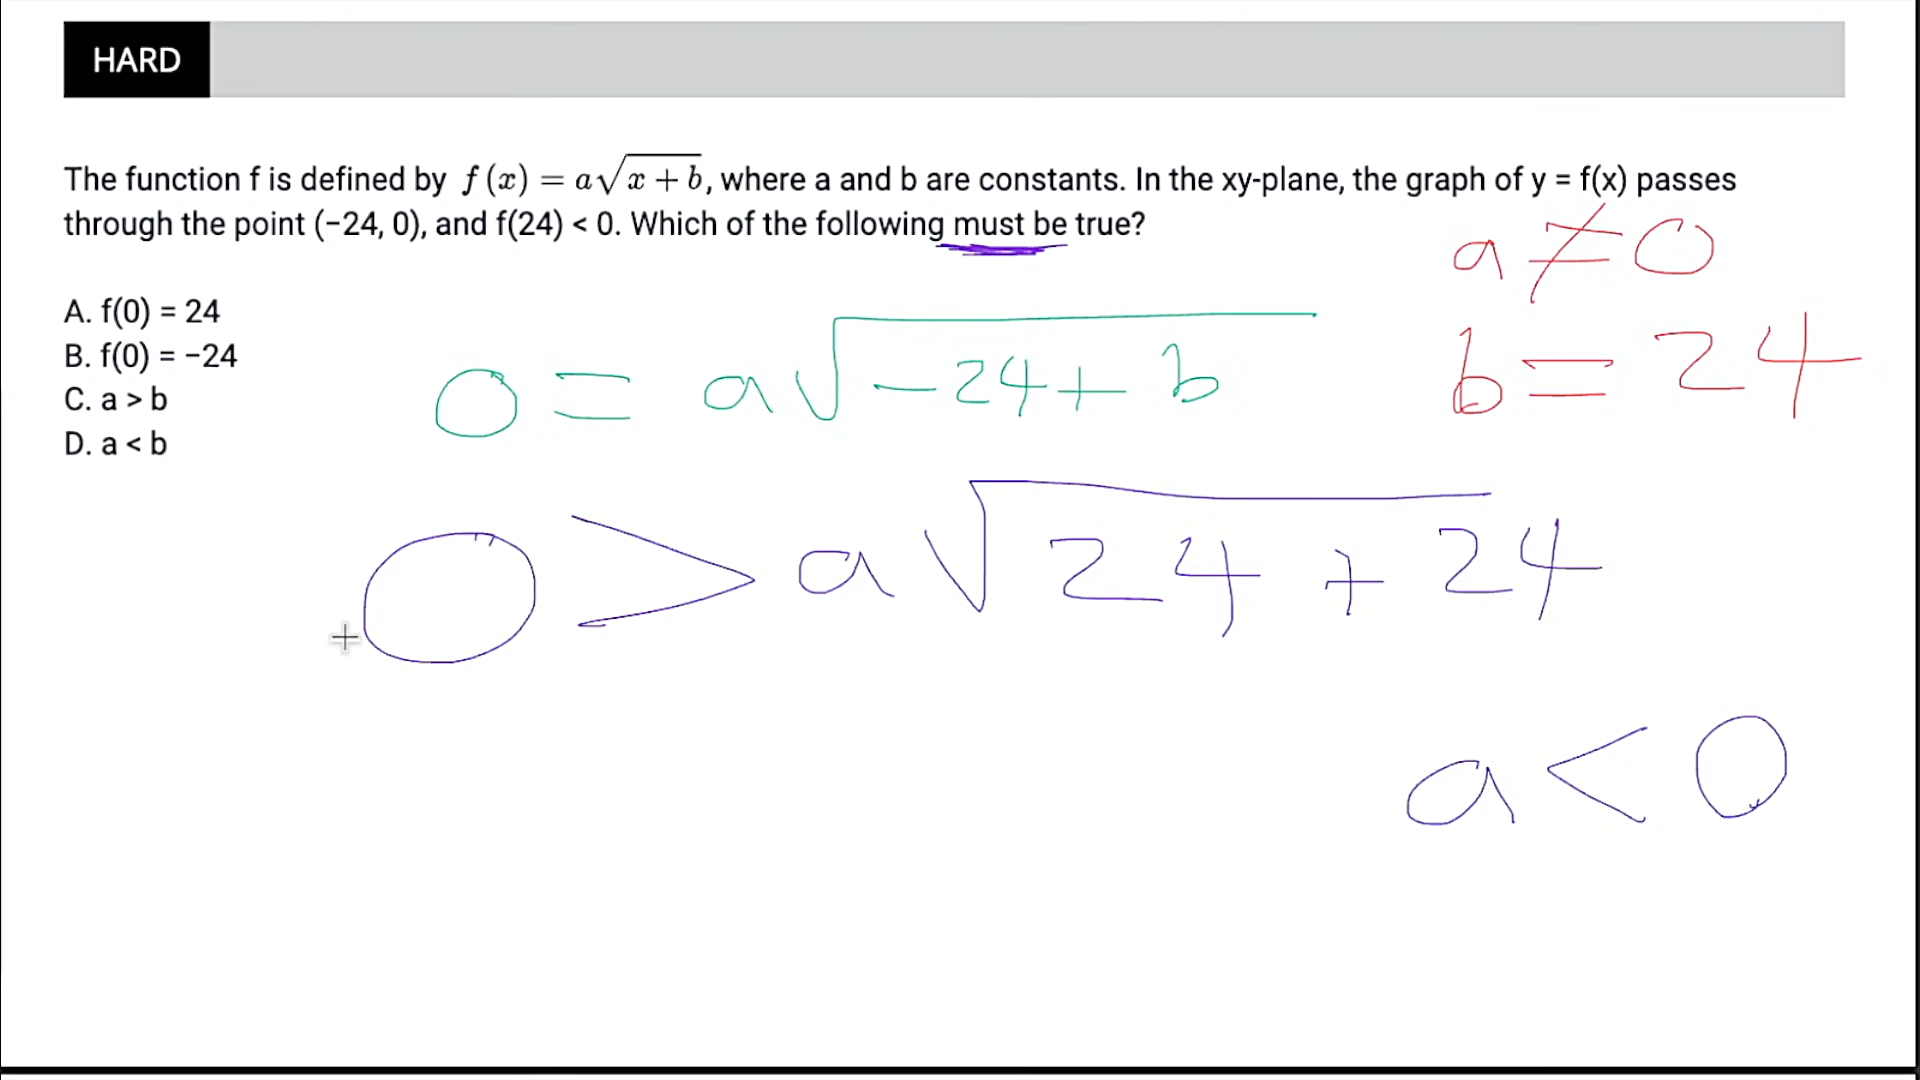 HARD
The function f is defined by f(x) = a√(x + b), where a and b are constants. In the xy-plane, the graph of y = f(x) passes
through the point (−24, 0), and f(24) < 0. Which of the following must be true?
a ≠ 0
A. f(0) = 24
B. f(0) = −24
C. a > b
D. a < b
0 = a√(−24 + b)
b = 24
0 > a√(24 + 24)
a < 0